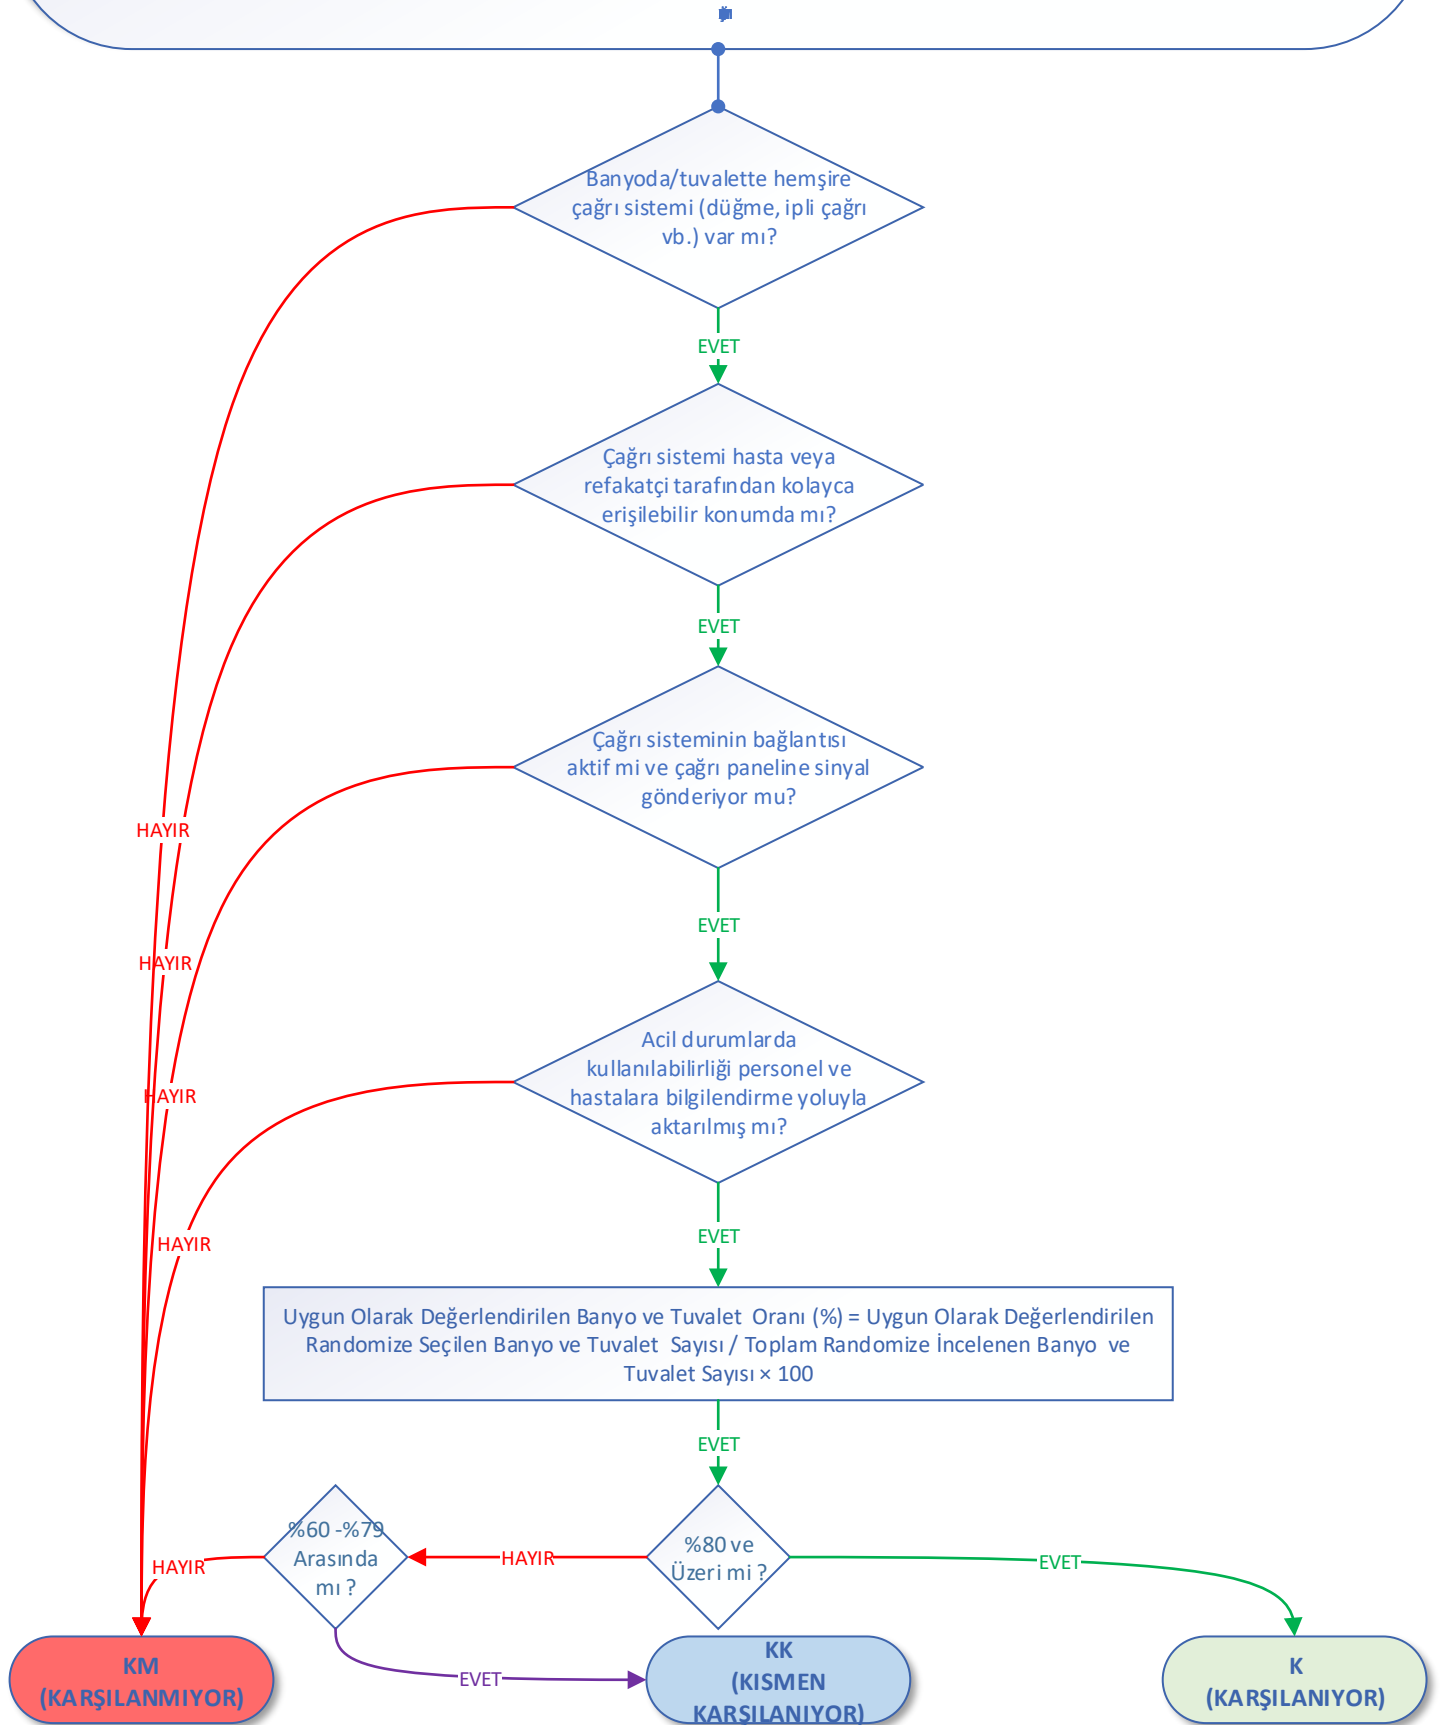 Banyoda/tuvalette hemşire
çağrı sistemi (düğme, ipli çağrı
vb.) var mı?
EVET
Çağrı sistemi hasta veya
refakatçi tarafından kolayca
erişilebilir konumda mı?
EVET
Çağrı sisteminin bağlantısı
aktif mi ve çağrı paneline sinyal
gönderiyor mu?
HAYIR
EVET
HAYIR
Acil durumlarda
kullanılabilirliği personel ve
hastalara bilgilendirme yoluyla
aktarılmış mı?
HAYIR
EVET
HAYIR
Uygun Olarak Değerlendirilen Banyo ve Tuvalet Oranı (%) = Uygun Olarak Değerlendirilen
Randomize Seçilen Banyo ve Tuvalet Sayısı / Toplam Randomize İncelenen Banyo ve
Tuvalet Sayısı × 100
EVET
%60 -%79
Arasında
mı ?
%80 ve
Üzeri mi ?
HAYIR
HAYIR
EVET
KM
(KARŞILANMIYOR)
EVET
KK
(KISMEN
KARŞILANIYOR)
K
(KARŞILANIYOR)